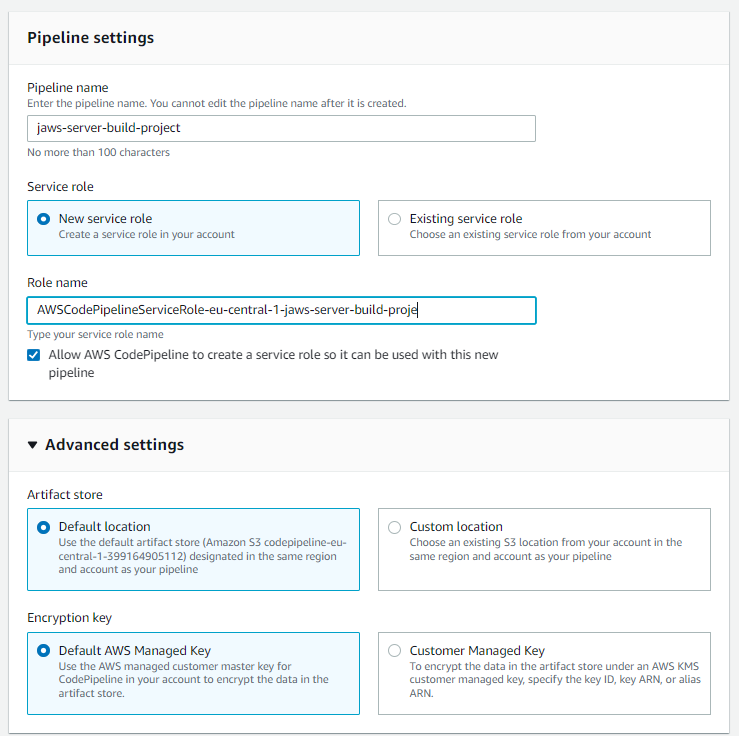 Pipeline settings
Pipeline name
Enter the pipeline name. You cannot edit the pipeline name after it is created.
jaws-server-build-project
No more than 100 characters
Service role
New service role
Create a service role in your account
Existing service role
Choose an existing service role from your account
Role name
AWSCodePipelineServiceRole-eu-central-1-jaws-server-build-proje
Type your service role name
Allow AWS CodePipeline to create a service role so it can be used with this new
pipeline
Advanced settings
Artifact store
Default location
Use the default artifact store (Amazon S3 codepipeline-eu-
central-1-399164905112) designated in the same region
and account as your pipeline
Custom location
Choose an existing S3 location from your account in the
same region and account as your pipeline
Encryption key
Default AWS Managed Key
Use the AWS managed customer master key for
CodePipeline in your account to encrypt the data in the
artifact store.
Customer Managed Key
To encrypt the data in the artifact store under an AWS KMS
customer managed key, specify the key ID, key ARN, or alias
ARN.